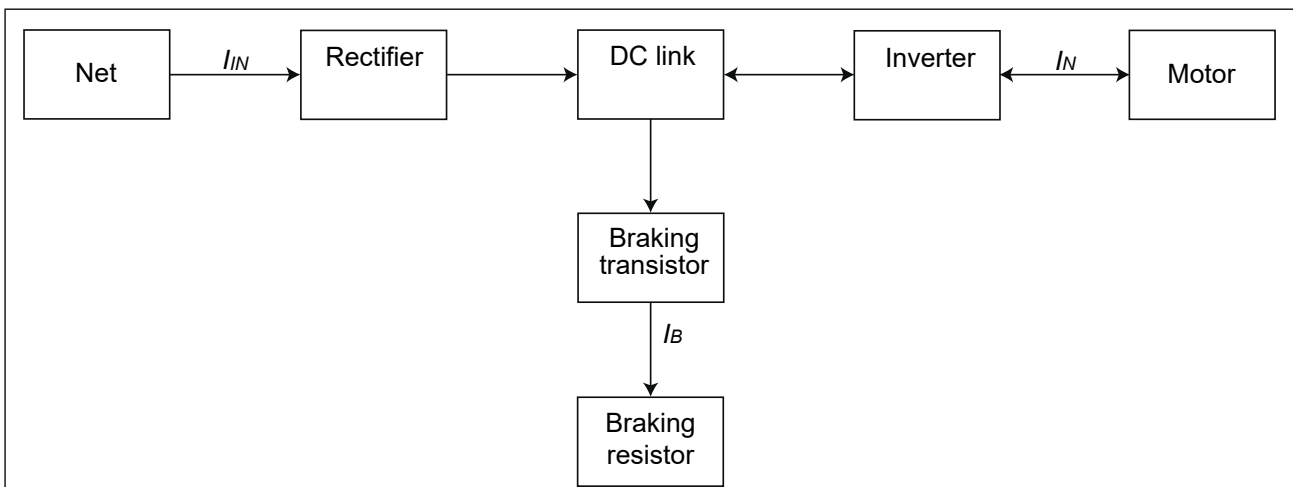 Net
I_IN
Rectifier
DC link
Inverter
I_N
Motor
Braking
transistor
I_B
Braking
resistor